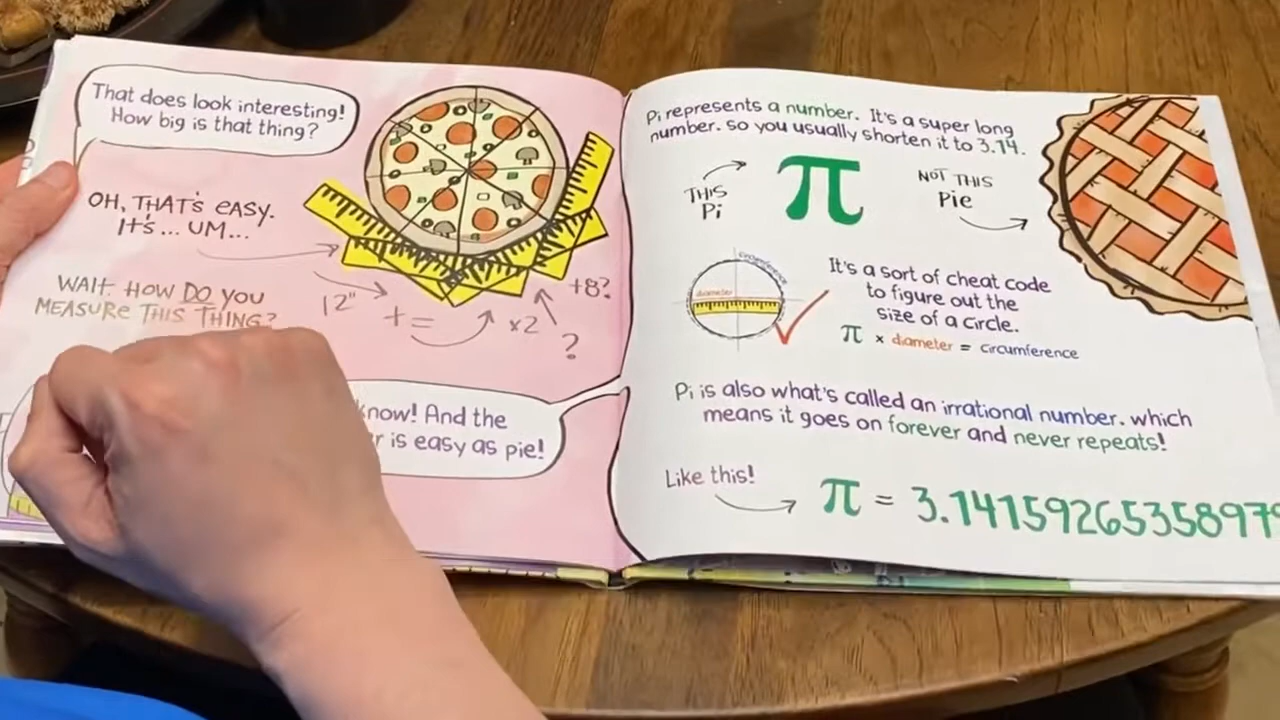 That does look interesting!
How big is that thing?
OH, THAT'S eASY.
It's... UM...
WAIT. HOW DO YOU
MEASURE THIS THING?
12"
+ =
x2
+8?
?
know! And the
r is easy as pie!
Pi represents a number. It's a super long
number. so you usually shorten it to 3.14.
THIS
Pi
π
NOT THIS
Pie
circumference
diameter
It's a sort of cheat code
to figure out the
size of a circle.
π x diameter = circumference
Pi is also what's called an irrational number. which
means it goes on forever and never repeats!
Like this!
π = 3.14159265358979